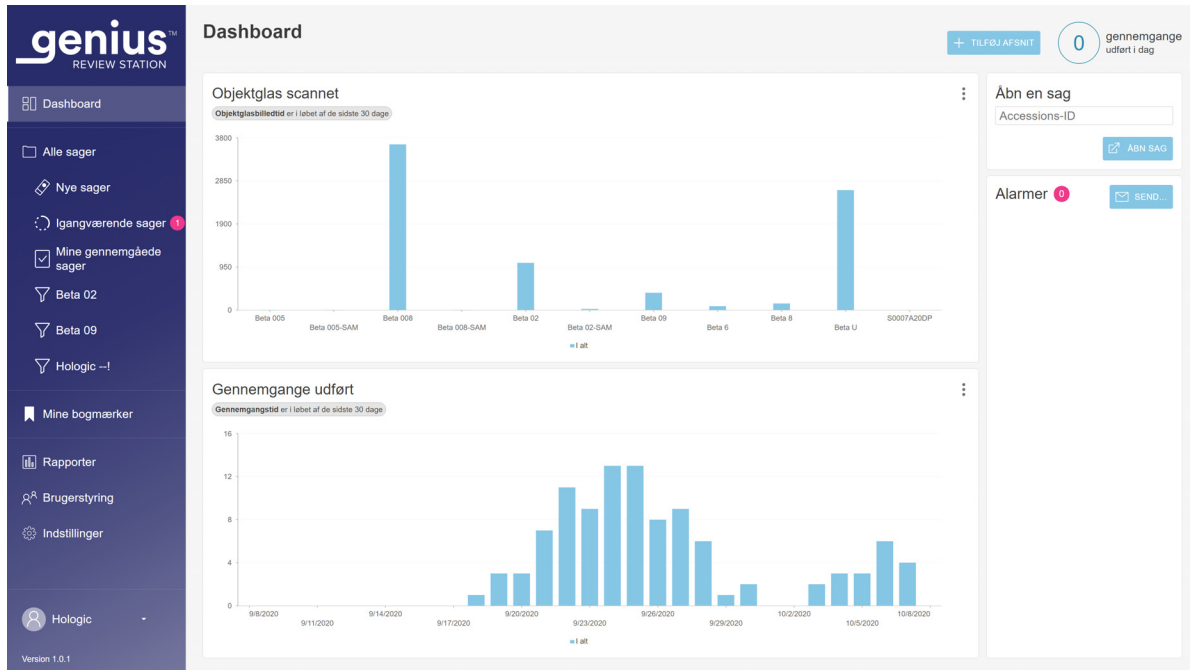 genius™
REVIEW STATION
Dashboard
Alle sager
Nye sager
Igangværende sager 1
Mine gennemgåede
sager
Beta 02
Beta 09
Hologic --!
Mine bogmærker
Rapporter
Brugerstyring
Indstillinger
Hologic
Version 1.0.1
Dashboard
+ TILFØJ AFSNIT
0
gennemgange
udført i dag
Objektglas scannet
Objektglasbilledtid er i løbet af de sidste 30 dage
3800
2850
1900
950
0
Beta 005
Beta 005-SAM
Beta 008
Beta 008-SAM
Beta 02
Beta 02-SAM
Beta 09
Beta 6
Beta 8
Beta U
S0007A20DP
I alt
Gennemgange udført
Gennemgangstid er i løbet af de sidste 30 dage
16
12
8
4
0
9/8/2020
9/11/2020
9/14/2020
9/17/2020
9/20/2020
9/23/2020
9/26/2020
9/29/2020
10/2/2020
10/5/2020
10/8/2020
I alt
Åbn en sag
Accessions-ID
ÅBN SAG
Alarmer 0
SEND...